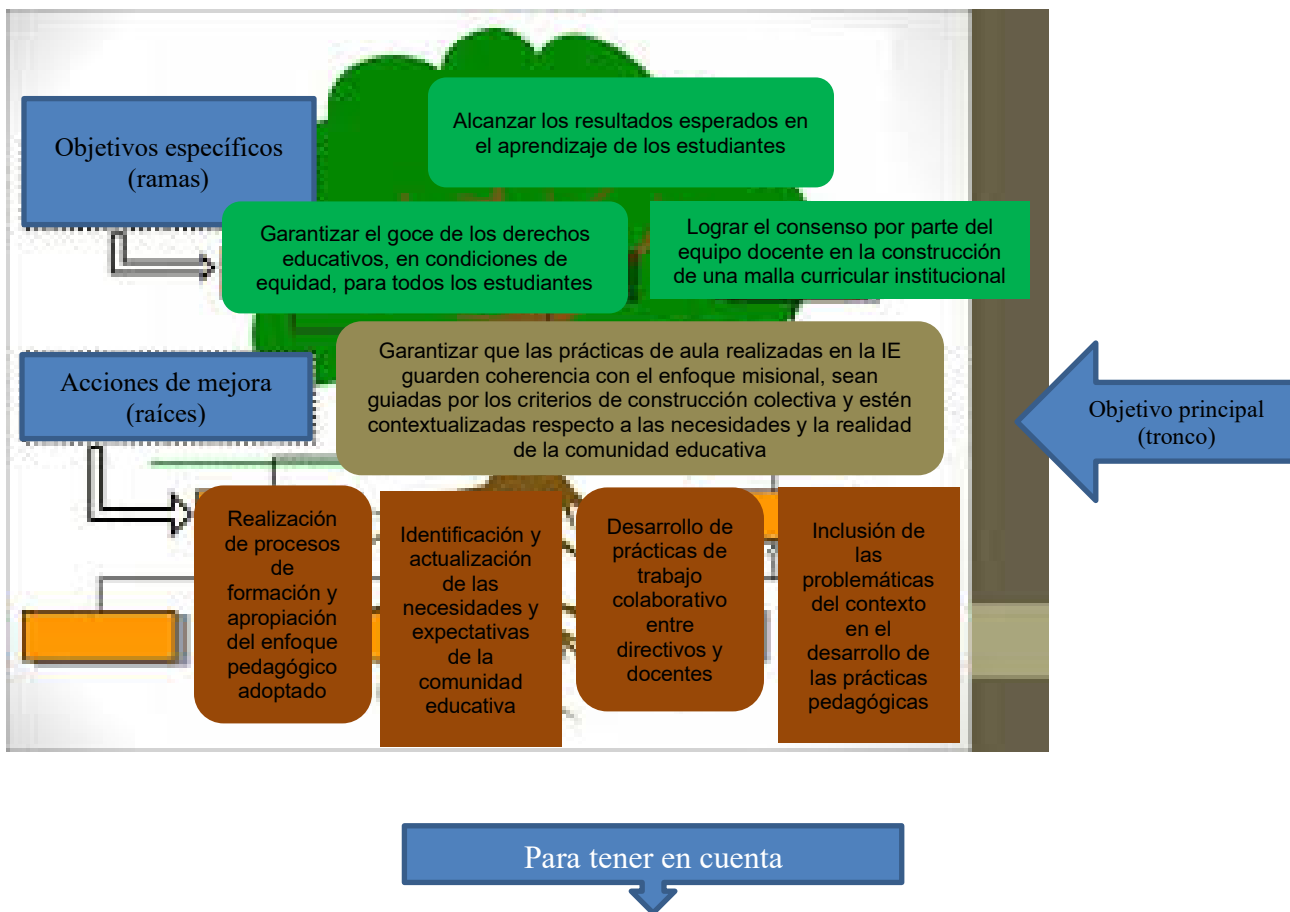 Alcanzar los resultados esperados en
el aprendizaje de los estudiantes
Objetivos específicos
(ramas)
Garantizar el goce de los derechos
educativos, en condiciones de
equidad, para todos los estudiantes
Lograr el consenso por parte del
equipo docente en la construcción
de una malla curricular institucional
Acciones de mejora
(raíces)
Garantizar que las prácticas de aula realizadas en la IE
guarden coherencia con el enfoque misional, sean
guiadas por los criterios de construcción colectiva y estén
contextualizadas respecto a las necesidades y la realidad
de la comunidad educativa
Objetivo principal
(tronco)
Realización
de procesos
de
formación y
apropiación
del enfoque
pedagógico
adoptado
Identificación y
actualización
de las
necesidades y
expectativas
de la
comunidad
educativa
Desarrollo de
prácticas de
trabajo
colaborativo
entre
directivos y
docentes
Inclusión de
las
problemáticas
del contexto
en el
desarrollo de
las prácticas
pedagógicas
Para tener en cuenta